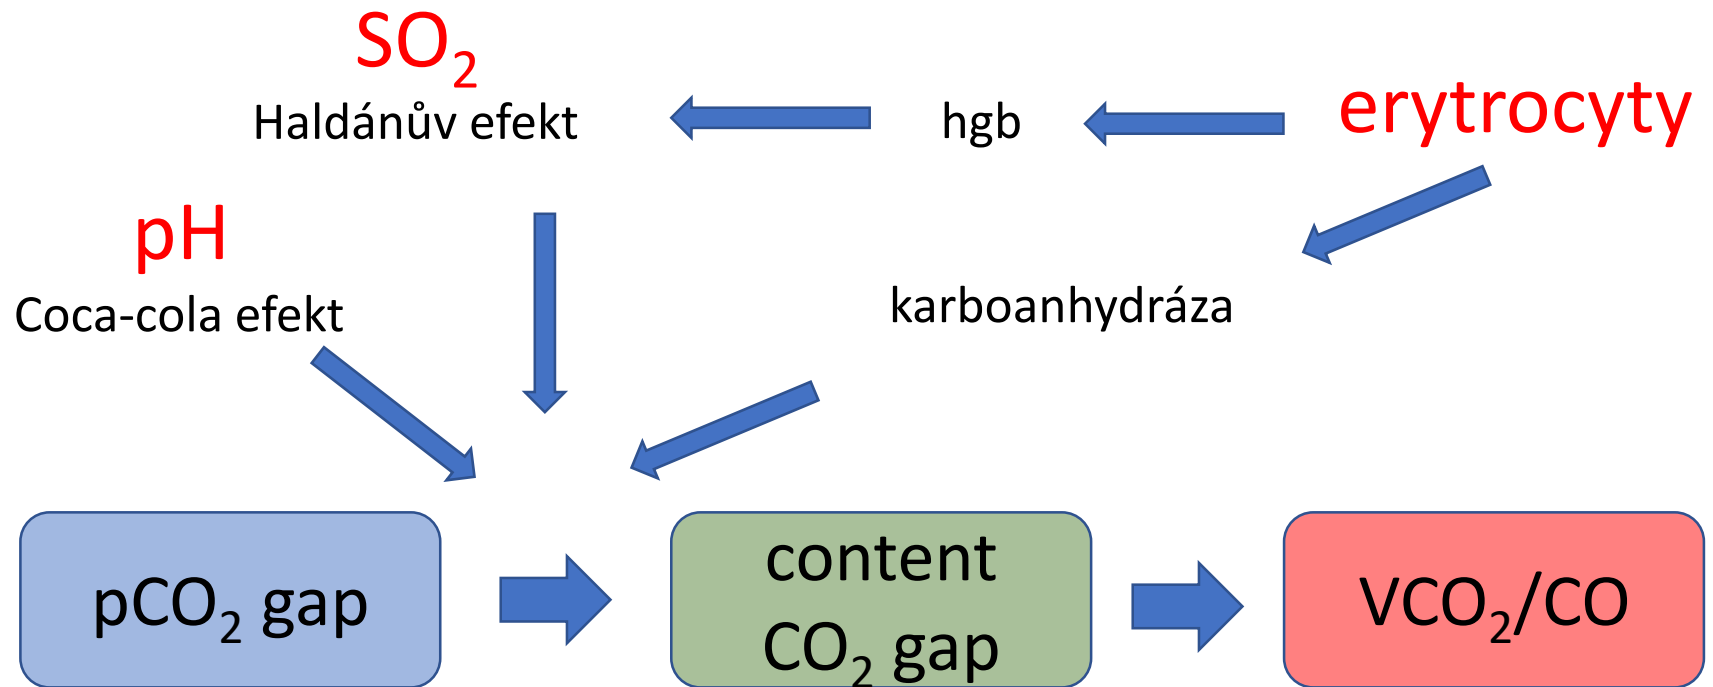 SO₂
Haldánův efekt
hgb
erytrocyty
pH
Coca-cola efekt
karboanhydráza
pCO₂ gap
content
CO₂ gap
VCO₂/CO